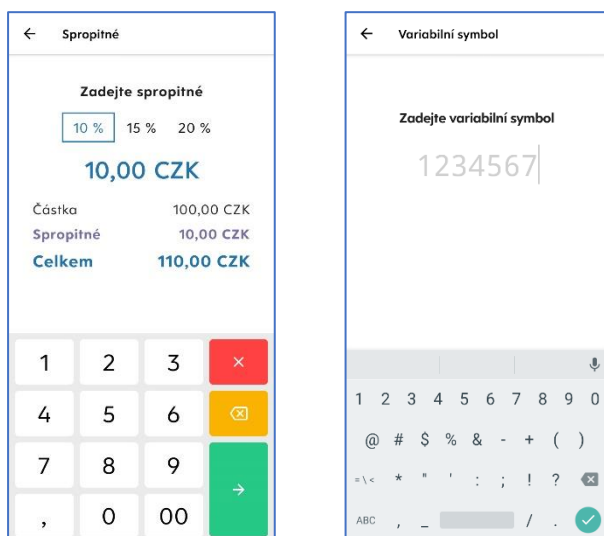 ← Spropitné
Zadejte spropitné
10 % 15 % 20 %
10,00 CZK
Částka 100,00 CZK
Spropitné 10,00 CZK
Celkem 110,00 CZK
1 2 3 ×
4 5 6
7 8 9 →
, 0 00
← Variabilní symbol
Zadejte variabilní symbol
1234567
1 2 3 4 5 6 7 8 9 0
@ # $ % & - + ( )
= \ < * " ' : ; ! ?
ABC , _ / .